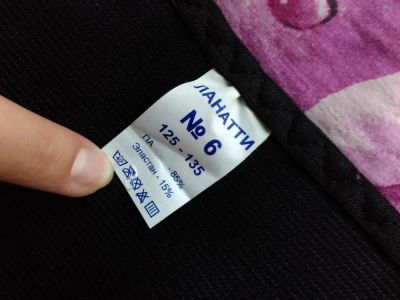 ЛАНАТТИ
№ 6
125 - 135
ПА - 85%
Эластан - 15%